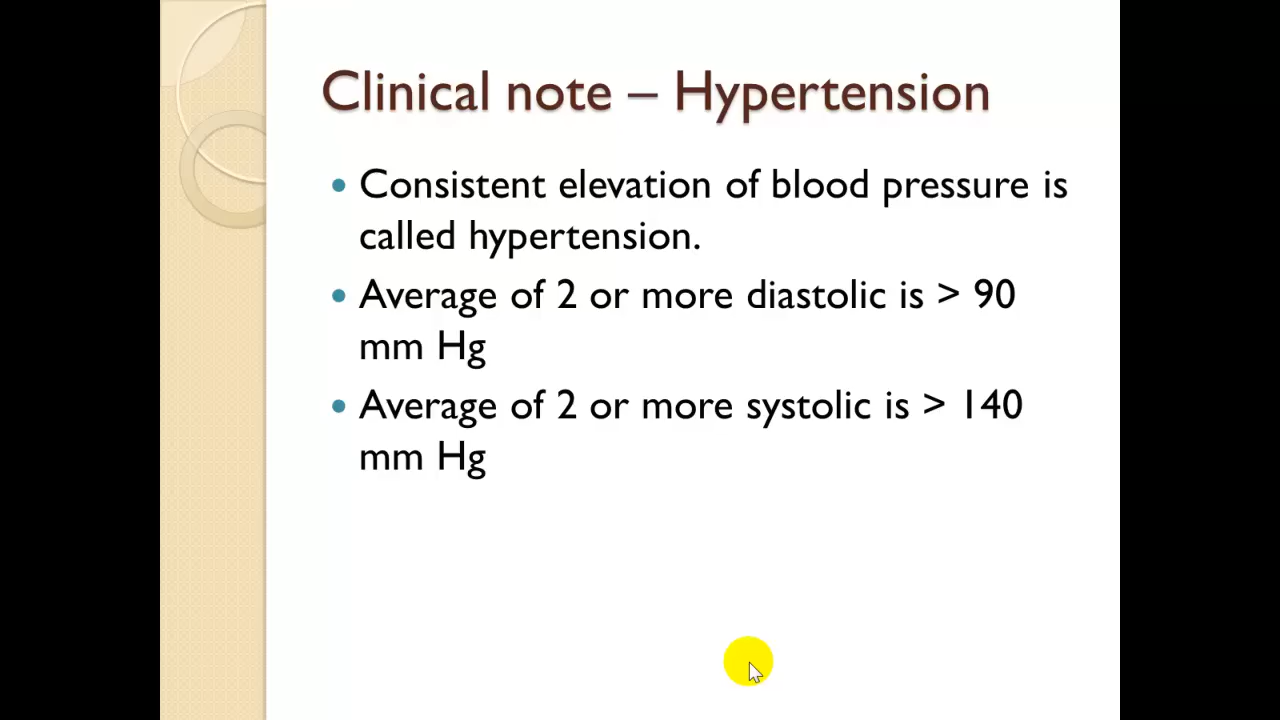 Clinical note – Hypertension
Consistent elevation of blood pressure is
called hypertension.
Average of 2 or more diastolic is > 90
mm Hg
Average of 2 or more systolic is > 140
mm Hg